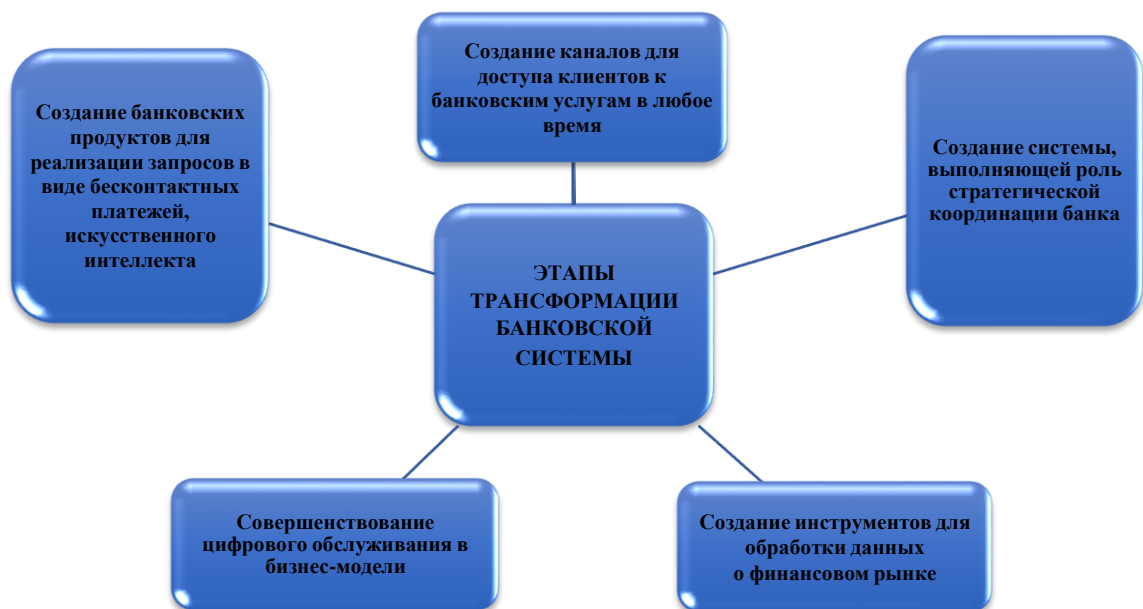 Создание каналов для
доступа клиентов к
банковским услугам в любое
время
Создание банковских
продуктов для
реализации запросов в
виде бесконтактных
платежей,
искусственного
интеллекта
Создание системы,
выполняющей роль
стратегической
координации банка
ЭТАПЫ
ТРАНСФОРМАЦИИ
БАНКОВСКОЙ
СИСТЕМЫ
Совершенствование
цифрового обслуживания в
бизнес-модели
Создание инструментов для
обработки данных
о финансовом рынке